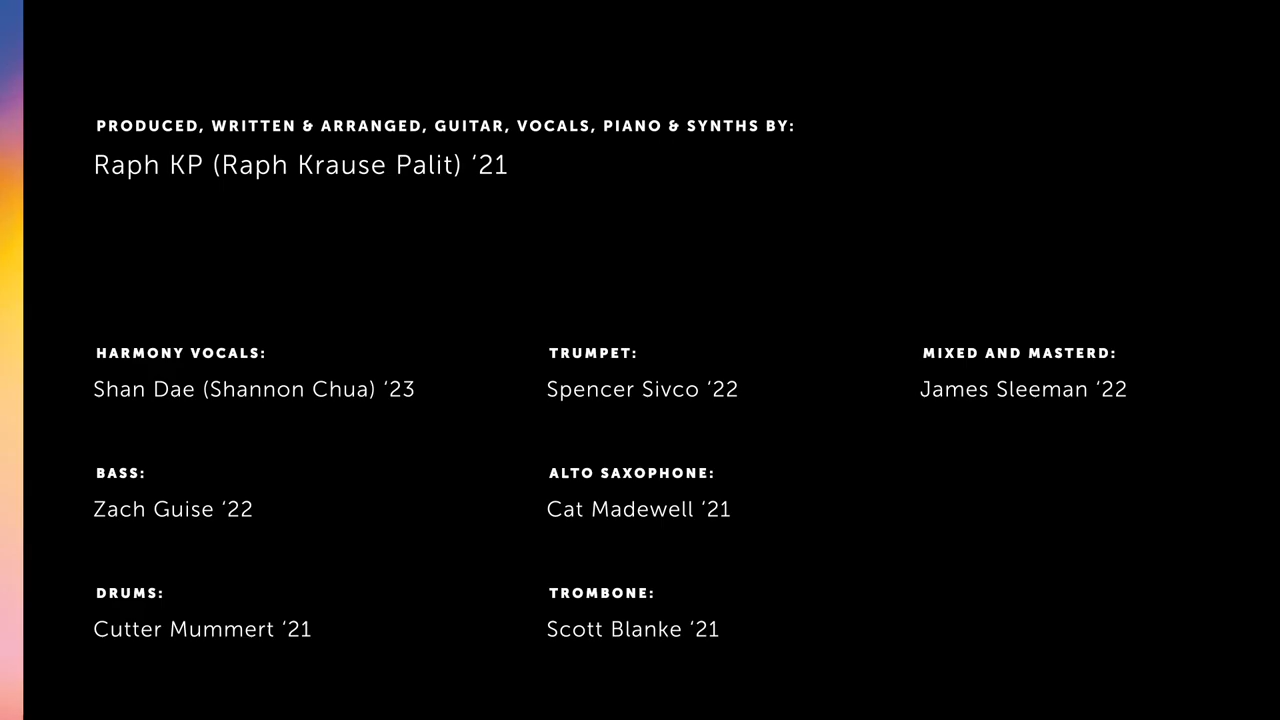 PRODUCED, WRITTEN & ARRANGED, GUITAR, VOCALS, PIANO & SYNTHS BY:
Raph KP (Raph Krause Palit) ‘21
HARMONY VOCALS:
Shan Dae (Shannon Chua) ‘23
BASS:
Zach Guise ‘22
DRUMS:
Cutter Mummert ‘21
TRUMPET:
Spencer Sivco ‘22
ALTO SAXOPHONE:
Cat Madewell ‘21
TROMBONE:
Scott Blanke ‘21
MIXED AND MASTERD:
James Sleeman ‘22